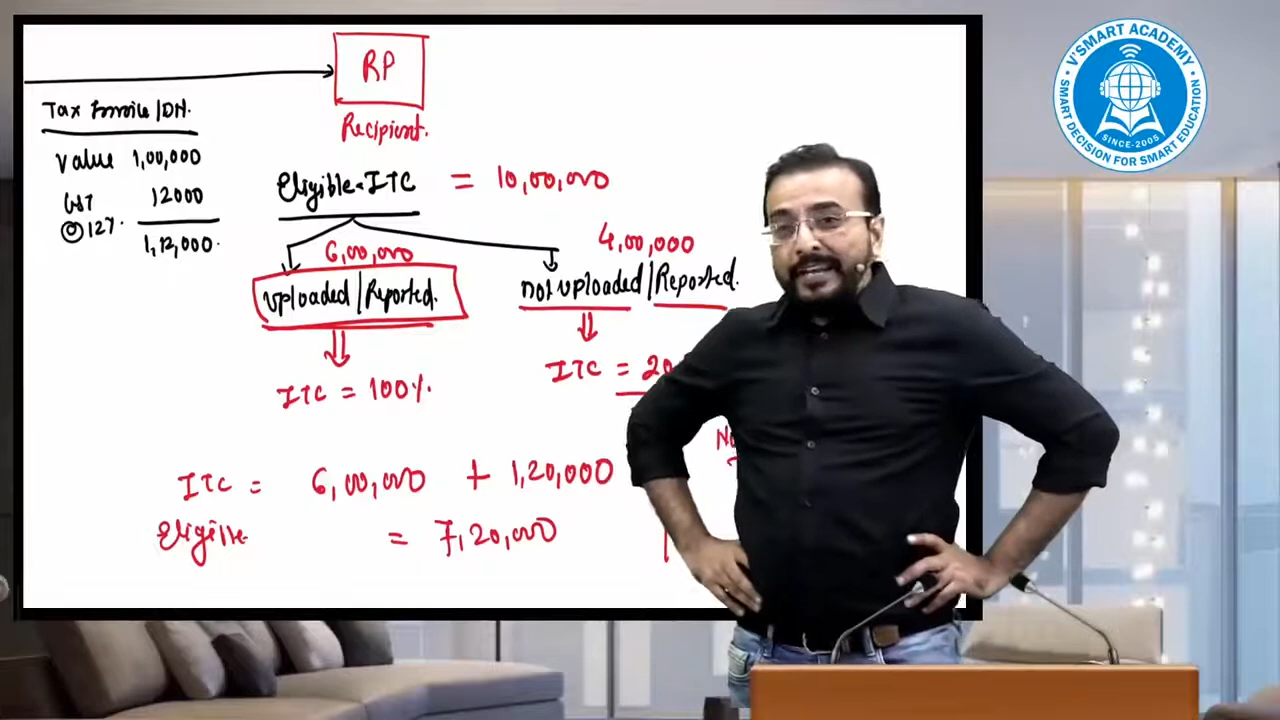 RP
Recipient.
Tax Invoice/DN.
Value 1,00,000
GST 12000
@12%.
1,12,000.
Eligible ITC = 10,00,000
6,00,000
4,00,000
Uploaded/Reported.
not uploaded/Reported.
ITC = 100%
ITC = 20
ITC = 6,00,000 + 1,20,000
Eligible = 7,20,000
V'SMART ACADEMY
SINCE-2005
SMART DECISION FOR SMART EDUCATION